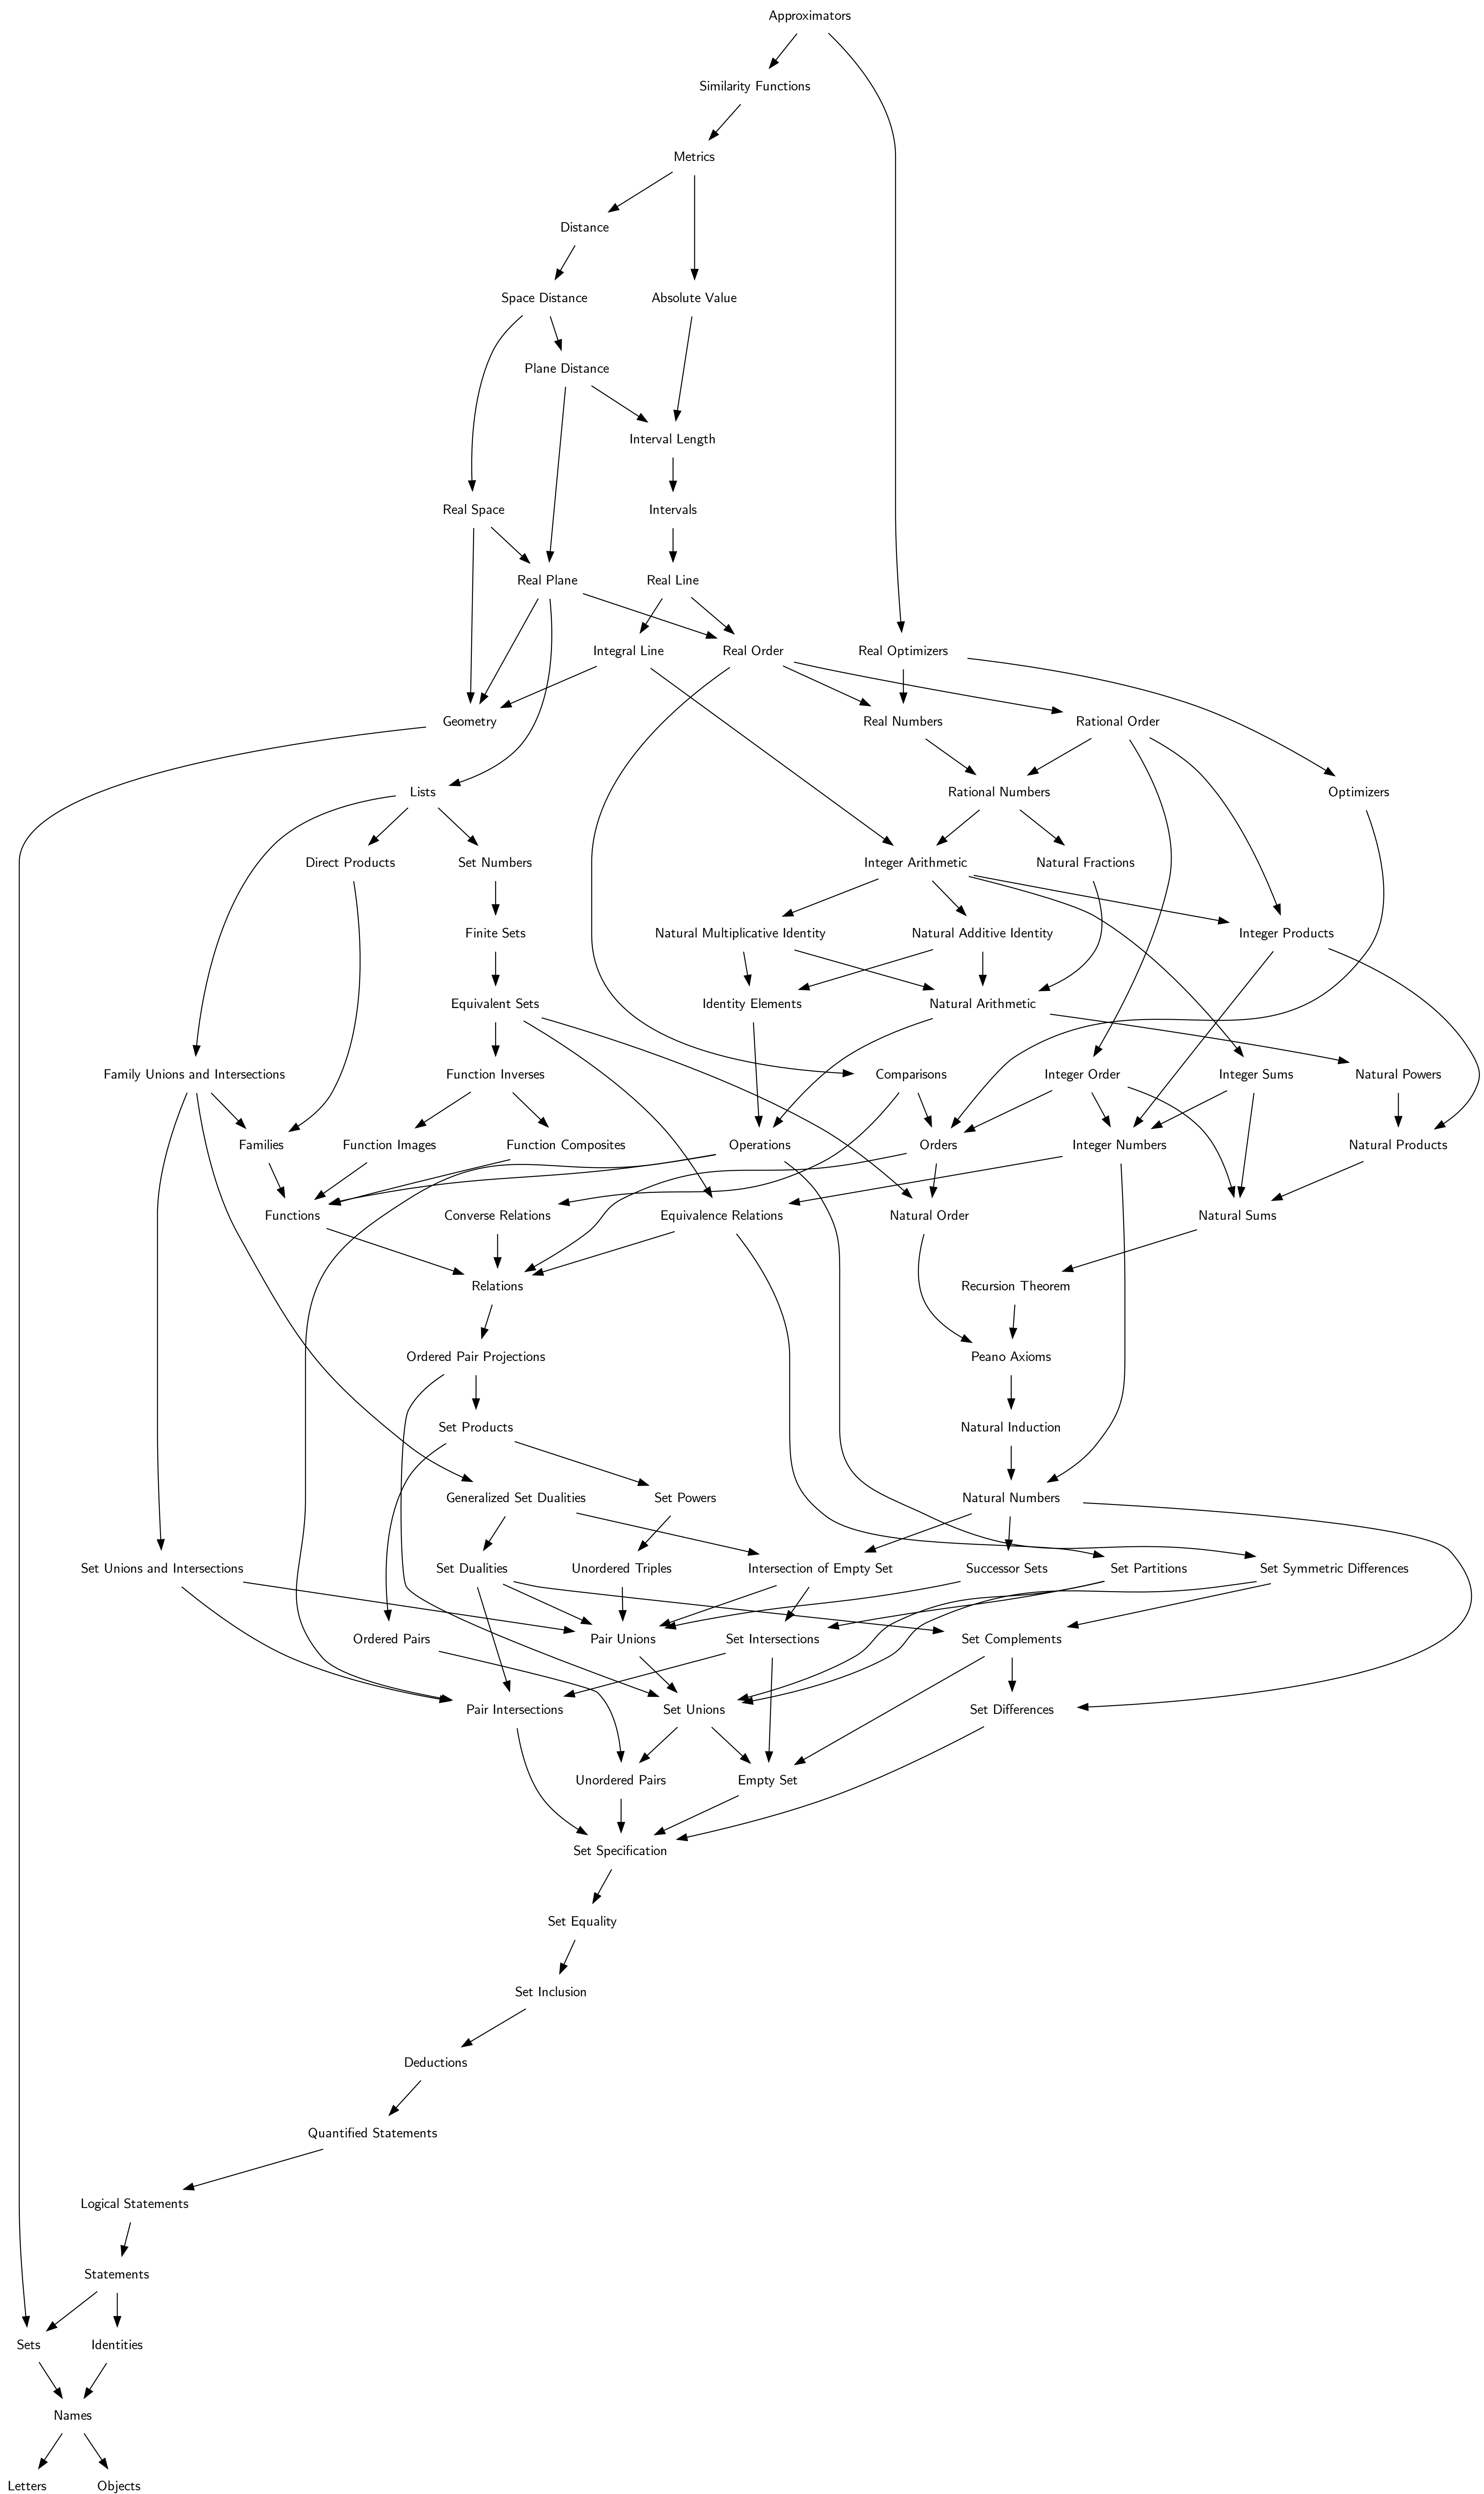 Approximators
Similarity Functions
Metrics
Distance
Space Distance
Absolute Value
Plane Distance
Interval Length
Real Space
Intervals
Real Plane
Real Line
Integral Line
Real Order
Real Optimizers
Geometry
Real Numbers
Rational Order
Lists
Rational Numbers
Optimizers
Direct Products
Set Numbers
Integer Arithmetic
Natural Fractions
Finite Sets
Natural Multiplicative Identity
Natural Additive Identity
Integer Products
Equivalent Sets
Identity Elements
Natural Arithmetic
Family Unions and Intersections
Function Inverses
Comparisons
Integer Order
Integer Sums
Natural Powers
Families
Function Images
Function Composites
Operations
Orders
Integer Numbers
Natural Products
Functions
Converse Relations
Equivalence Relations
Natural Order
Natural Sums
Relations
Recursion Theorem
Ordered Pair Projections
Peano Axioms
Set Products
Natural Induction
Generalized Set Dualities
Set Powers
Natural Numbers
Set Unions and Intersections
Set Dualities
Unordered Triples
Intersection of Empty Set
Successor Sets
Set Partitions
Set Symmetric Differences
Ordered Pairs
Pair Unions
Set Intersections
Set Complements
Pair Intersections
Set Unions
Set Differences
Unordered Pairs
Empty Set
Set Specification
Set Equality
Set Inclusion
Deductions
Quantified Statements
Logical Statements
Statements
Sets
Identities
Names
Letters
Objects